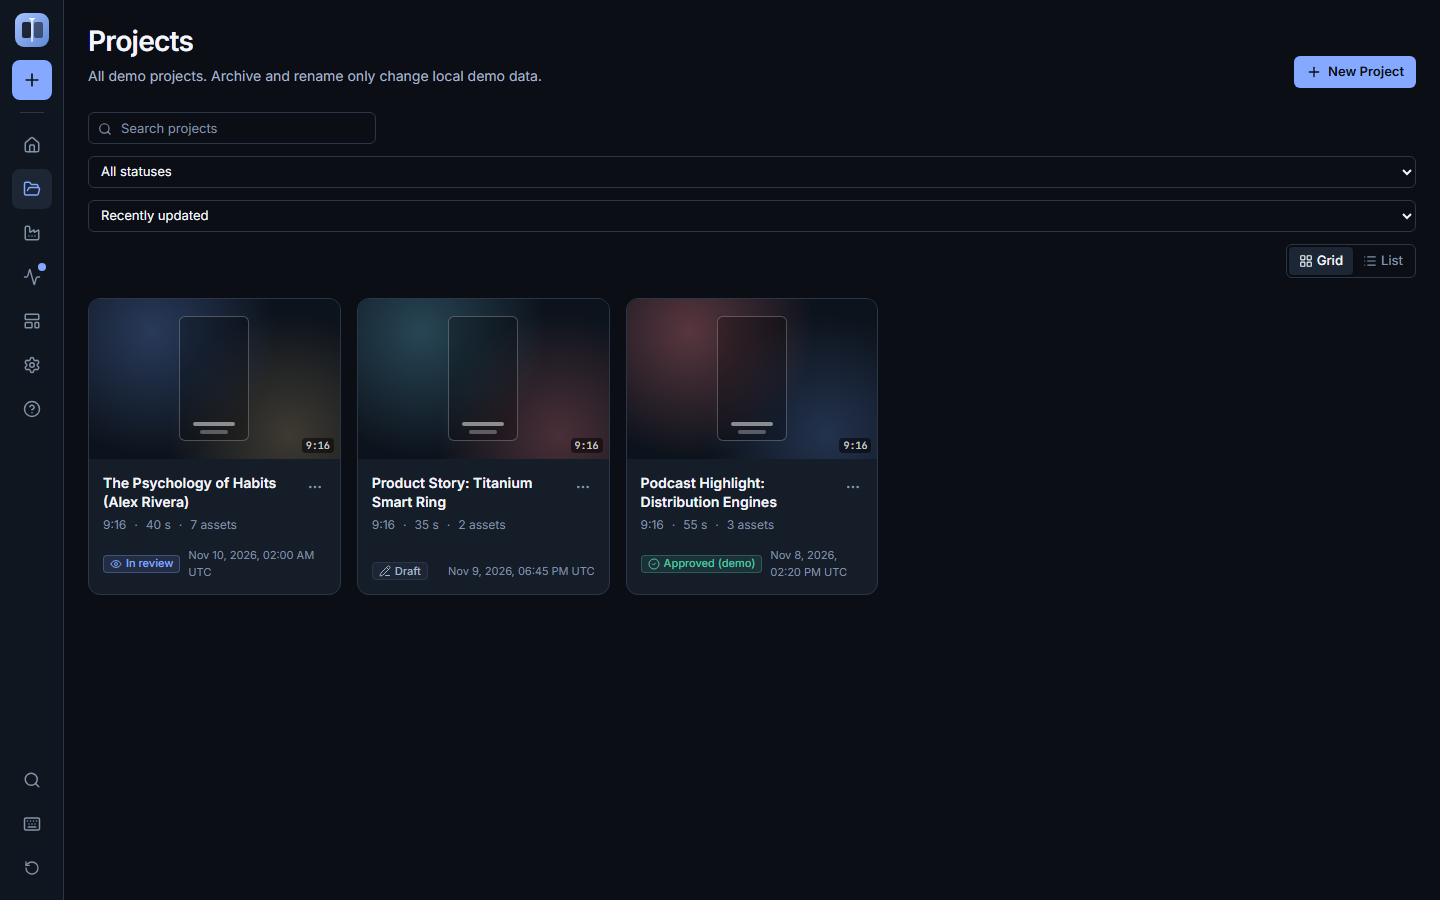 Projects
All demo projects. Archive and rename only change local demo data.
New Project
Search projects
All statuses
Recently updated
Grid
List
9:16
The Psychology of Habits
(Alex Rivera)
...
9:16 · 40 s · 7 assets
In review
Nov 10, 2026, 02:00 AM
UTC
9:16
Product Story: Titanium
Smart Ring
...
9:16 · 35 s · 2 assets
Draft
Nov 9, 2026, 06:45 PM UTC
9:16
Podcast Highlight:
Distribution Engines
...
9:16 · 55 s · 3 assets
Approved (demo)
Nov 8, 2026,
02:20 PM UTC